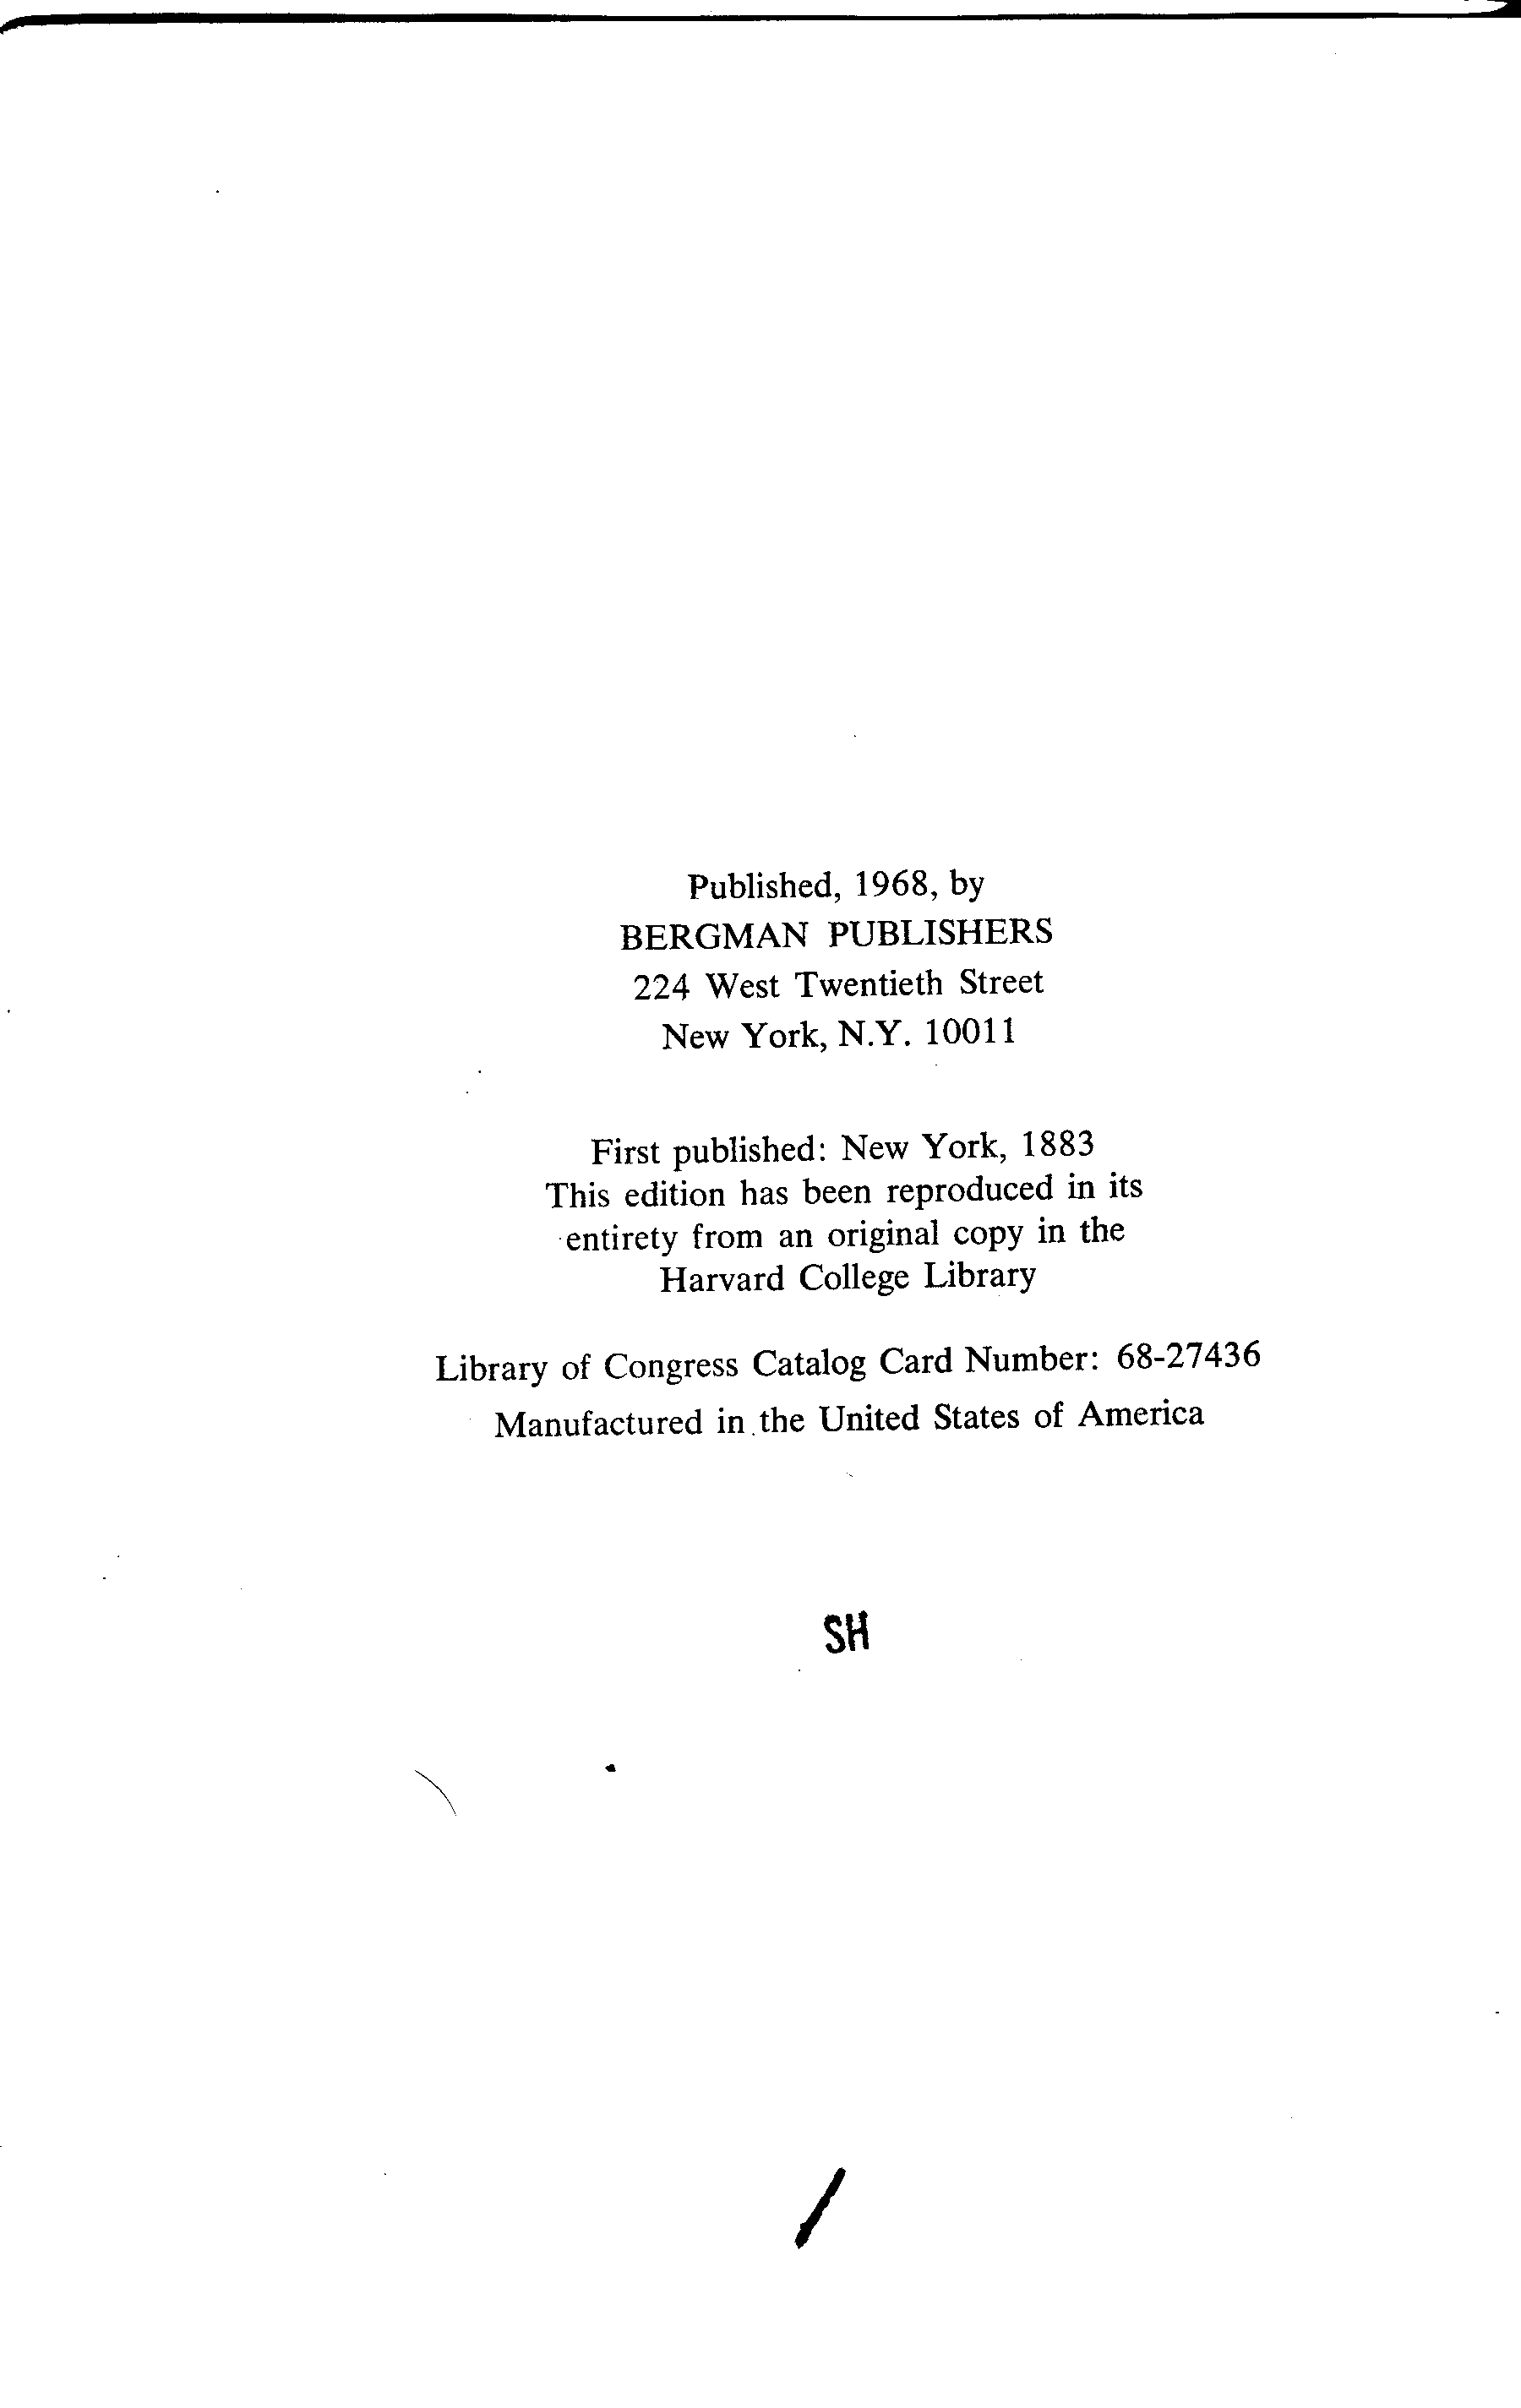 Published, 1968, by
BERGMAN PUBLISHERS
224 West Twentieth Street
New York, N.Y. 10011
First published: New York, 1883
This edition has been reproduced in its
entirety from an original copy in the
Harvard College Library
Library of Congress Catalog Card Number: 68-27436
Manufactured in the United States of America
SH